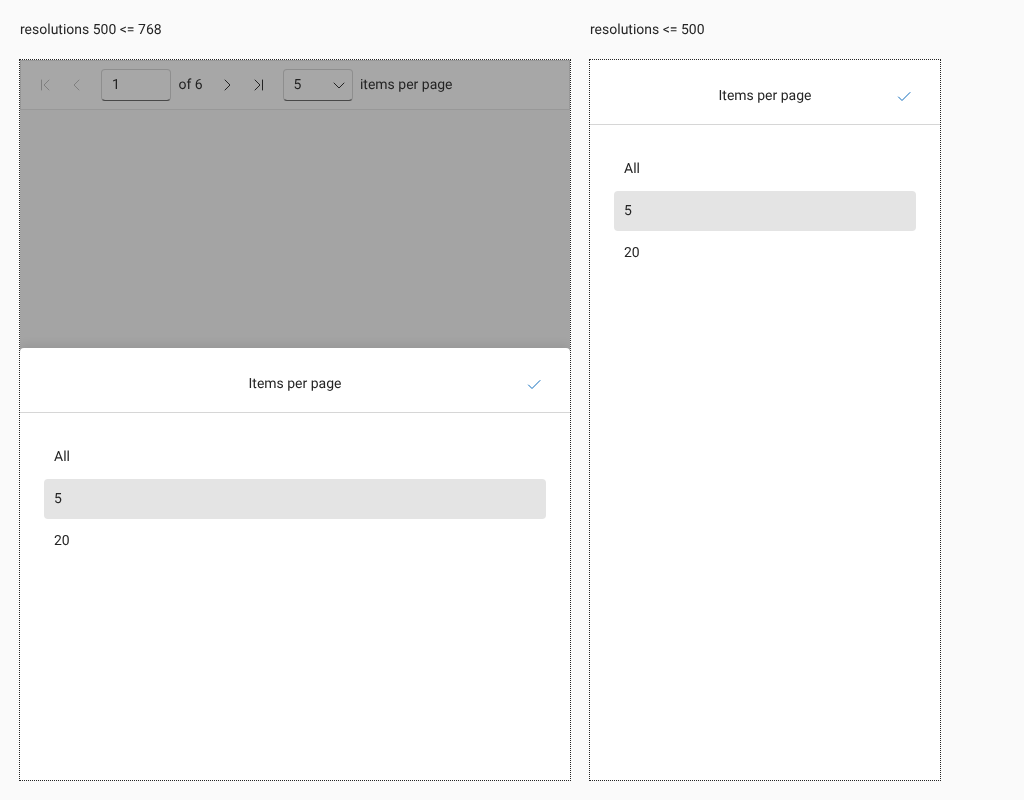 resolutions 500 <= 768
1 of 6 5 items per page
Items per page
All
5
20
resolutions <= 500
Items per page
All
5
20